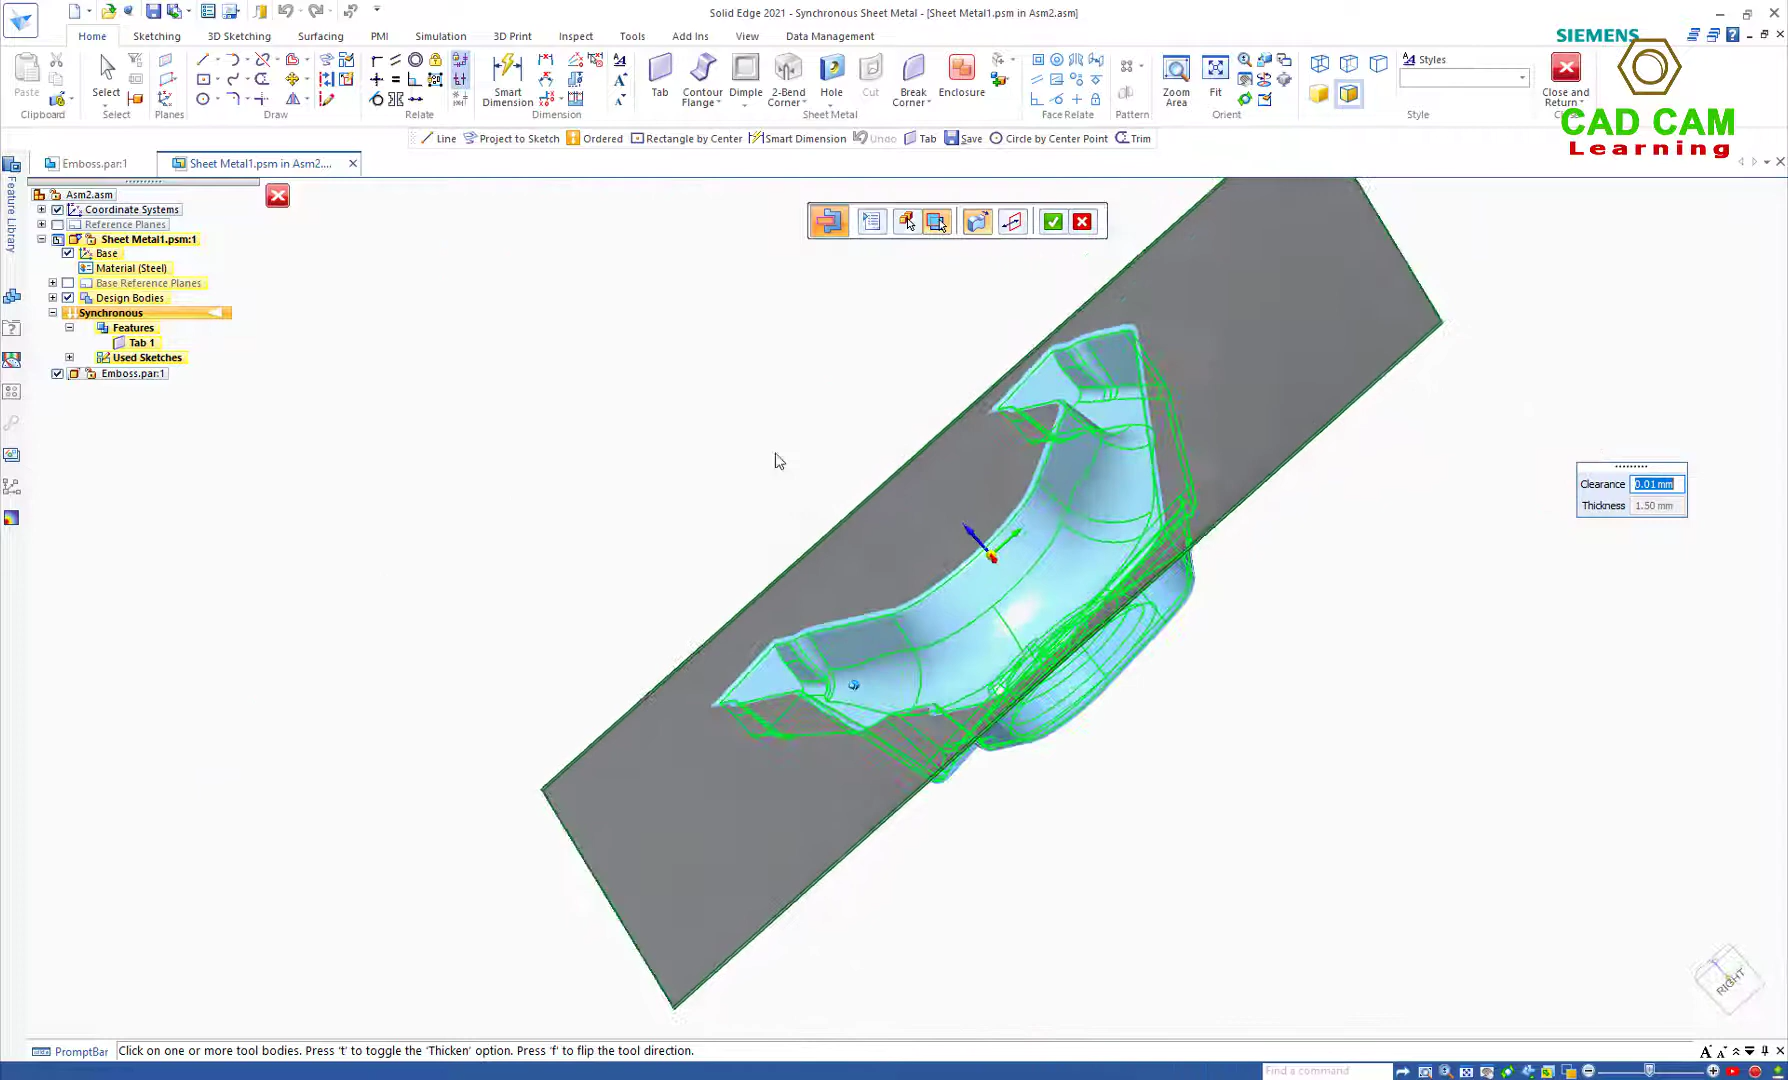 Solid Edge 2021 - Synchronous Sheet Metal - [Sheet Metal1.psm in Asm2.asm]
Home Sketching 3D Sketching Surfacing PMI Simulation 3D Print Inspect Tools Add Ins View Data Management
SIEMENS
Paste
Select
Smart Dimension
Tab
Contour Flange
Dimple
2-Bend Corner
Hole
Cut
Break Corner
Enclosure
Zoom Area
Fit
Styles
Close and Return
Clipboard Select Planes Draw Relate Dimension Sheet Metal Face Relate Pattern Orient Style
CAD CAM
Learning
Line Project to Sketch Ordered Rectangle by Center Smart Dimension Undo Tab Save Circle by Center Point Trim
Emboss.par:1
Sheet Metal1.psm in Asm2....
Feature Library
Asm2.asm
Coordinate Systems
Reference Planes
Sheet Metal1.psm:1
Base
Material (Steel)
Base Reference Planes
Design Bodies
Synchronous
Features
Tab 1
Used Sketches
Emboss.par:1
Clearance 0.01 mm
Thickness 1.50 mm
RIGHT
PromptBar Click on one or more tool bodies. Press 't' to toggle the 'Thicken' option. Press 'f' to flip the tool direction.
Find a command